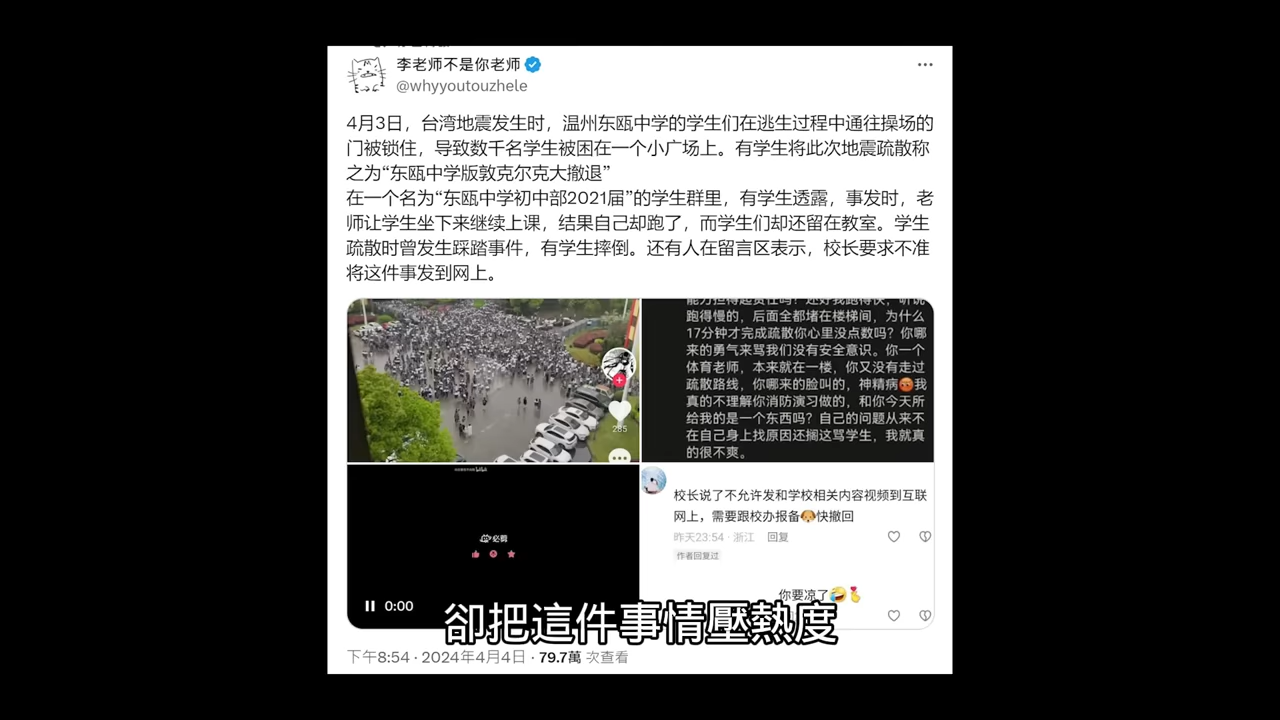 李老师不是你老师
@whyyoutouzhele
4月3日，台湾地震发生时，温州东瓯中学的学生们在逃生过程中通往操场的
门被锁住，导致数千名学生被困在一个小广场上。有学生将此次地震疏散称
之为“东瓯中学版敦克尔克大撤退”
在一个名为“东瓯中学初中部2021届”的学生群里，有学生透露，事发时，老
师让学生坐下来继续上课，结果自己却跑了，而学生们却还留在教室。学生
疏散时曾发生踩踏事件，有学生摔倒。还有人在留言区表示，校长要求不准
将这件事发到网上。
285
能力担得起责任吗？还好我跑得快，听说
跑得慢的，后面全都堵在楼梯间，为什么
17分钟才完成疏散你心里没点数吗？你哪
来的勇气来骂我们没有安全意识。你一个
体育老师，本来就在一楼，你又没有走过
疏散路线，你哪来的脸叫的，神精病😡我
真的不理解你消防演习做的，和你今天所
给我的是一个东西吗？自己的问题从来不
在自己身上找原因还搁这骂学生，我就真
的很不爽。
必剪
0:00
校长说了不允许发和学校相关内容视频到互联
网上，需要跟校办报备🐶快撤回
昨天23:54 · 浙江 回复
作者回复过
你要凉了🤣🫰
卻把這件事情壓熱度
下午8:54 · 2024年4月4日 · 79.7萬 次查看